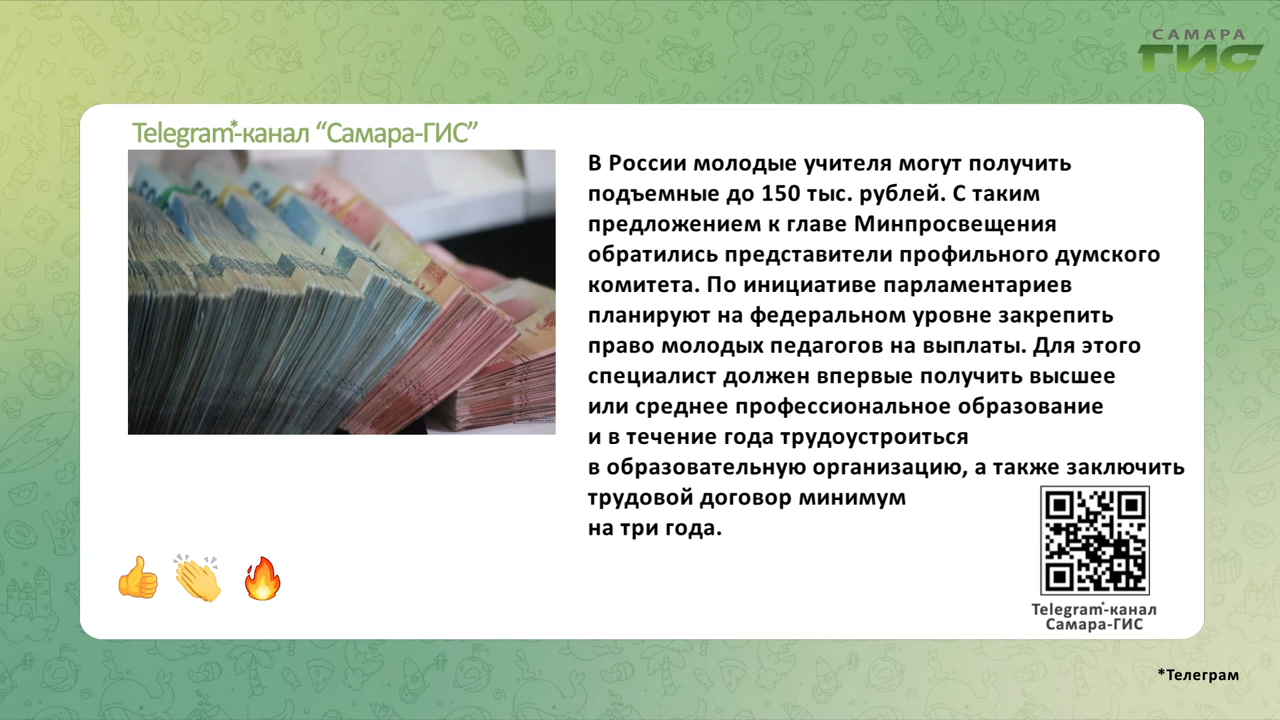 САМАРА
ГИС
Telegram*-канал “Самара-ГИС”
В России молодые учителя могут получить
подъемные до 150 тыс. рублей. С таким
предложением к главе Минпросвещения
обратились представители профильного думского
комитета. По инициативе парламентариев
планируют на федеральном уровне закрепить
право молодых педагогов на выплаты. Для этого
специалист должен впервые получить высшее
или среднее профессиональное образование
и в течение года трудоустроиться
в образовательную организацию, а также заключить
трудовой договор минимум
на три года.
Telegram*-канал
Самара-ГИС
*Телеграм